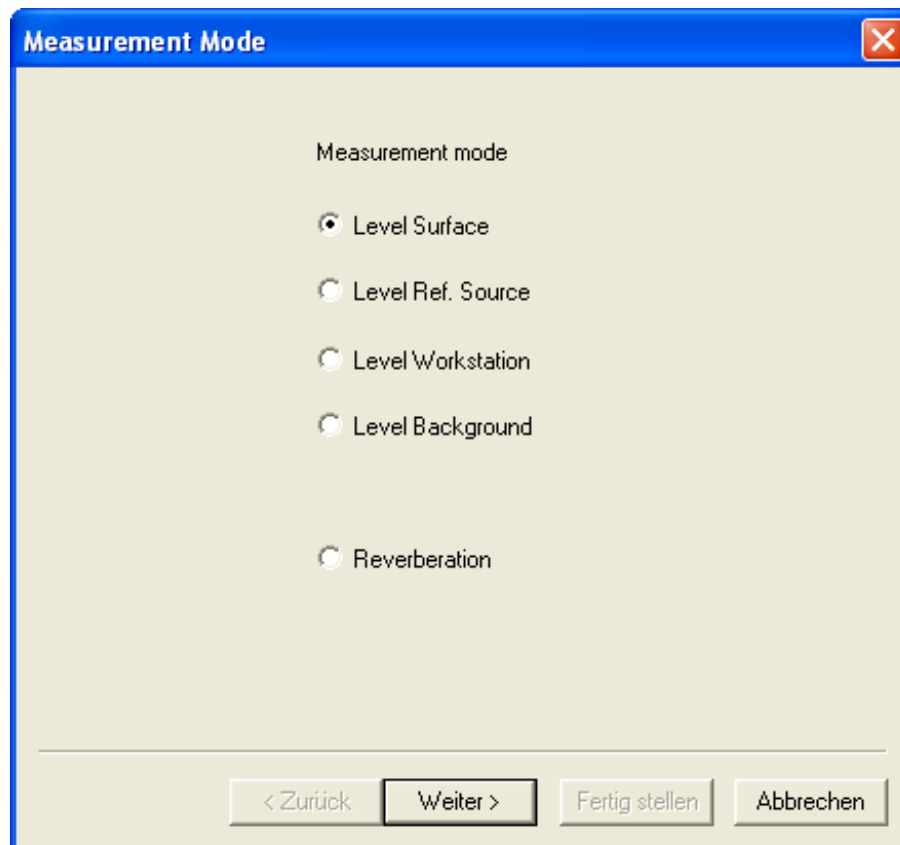 Measurement Mode
Measurement mode
Level Surface
Level Ref. Source
Level Workstation
Level Background
Reverberation
< Zurück Weiter > Fertig stellen Abbrechen